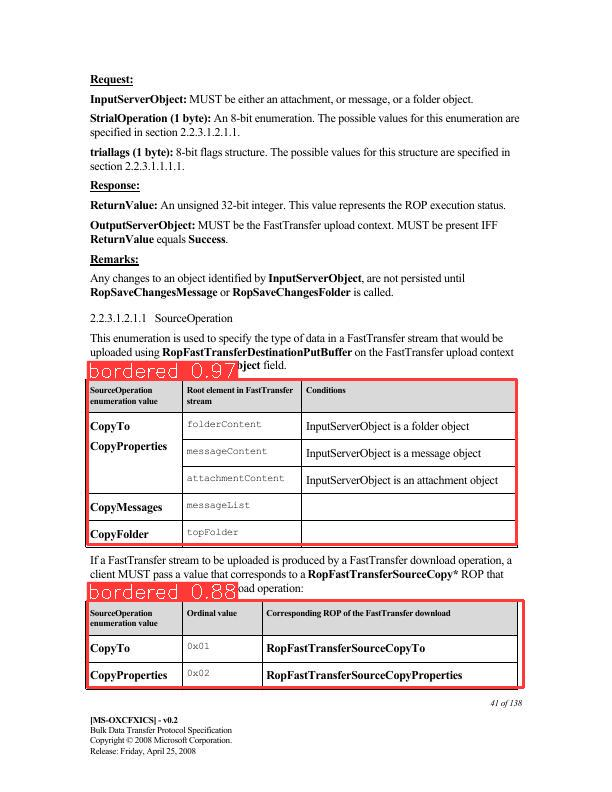 Request:
InputServerObject: MUST be either an attachment, or message, or a folder object.
StrialOperation (1 byte): An 8-bit enumeration. The possible values for this enumeration are
specified in section 2.2.3.1.2.1.1.
triallags (1 byte): 8-bit flags structure. The possible values for this structure are specified in
section 2.2.3.1.1.1.1.
Response:
ReturnValue: An unsigned 32-bit integer. This value represents the ROP execution status.
OutputServerObject: MUST be the FastTransfer upload context. MUST be present IFF
ReturnValue equals Success.
Remarks:
Any changes to an object identified by InputServerObject, are not persisted until
RopSaveChangesMessage or RopSaveChangesFolder is called.
2.2.3.1.2.1.1 SourceOperation
This enumeration is used to specify the type of data in a FastTransfer stream that would be
uploaded using RopFastTransferDestinationPutBuffer on the FastTransfer upload context
bordered 0.97 bject field.
SourceOperation enumeration value Root element in FastTransfer stream Conditions
CopyTo folderContent InputServerObject is a folder object
CopyProperties messageContent InputServerObject is a message object
attachmentContent InputServerObject is an attachment object
CopyMessages messageList
CopyFolder topFolder
If a FastTransfer stream to be uploaded is produced by a FastTransfer download operation, a
client MUST pass a value that corresponds to a RopFastTransferSourceCopy* ROP that
bordered 0.88 oad operation:
SourceOperation enumeration value Ordinal value Corresponding ROP of the FastTransfer download
CopyTo 0x01 RopFastTransferSourceCopyTo
CopyProperties 0x02 RopFastTransferSourceCopyProperties
41 of 138
[MS-OXCFXICS] - v0.2
Bulk Data Transfer Protocol Specification
Copyright © 2008 Microsoft Corporation.
Release: Friday, April 25, 2008